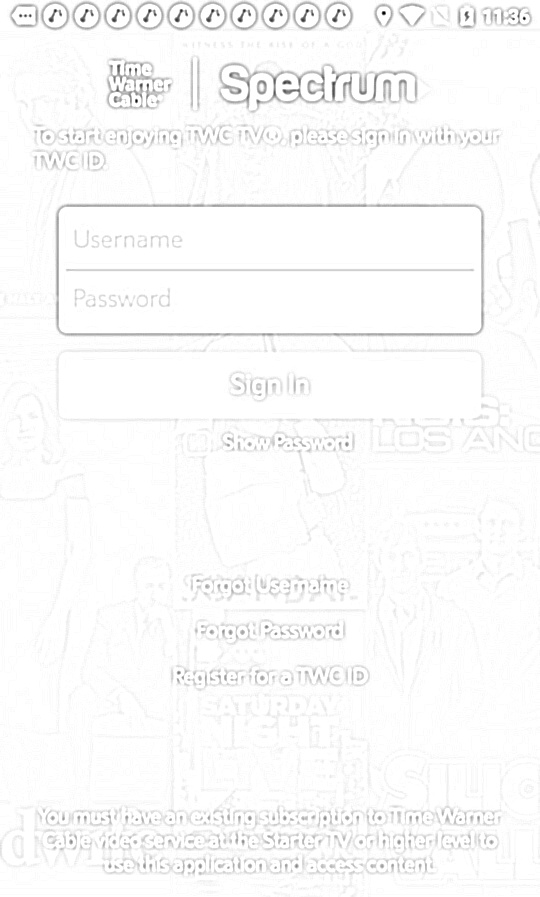 11:36
WITNESS THE RISE OF A GOD
Time
Warner
Cable®
Spectrum
To start enjoying TWC TV®, please sign in with your
TWC ID.
Username
Password
Sign In
LOS ANG
Show Password
Forgot Username
Forgot Password
Register for a TWC ID
SATURDAY
NIGHT
LIVE
You must have an existing subscription to Time Warner
Cable video service at the Starter TV or higher level to
use this application and access content.